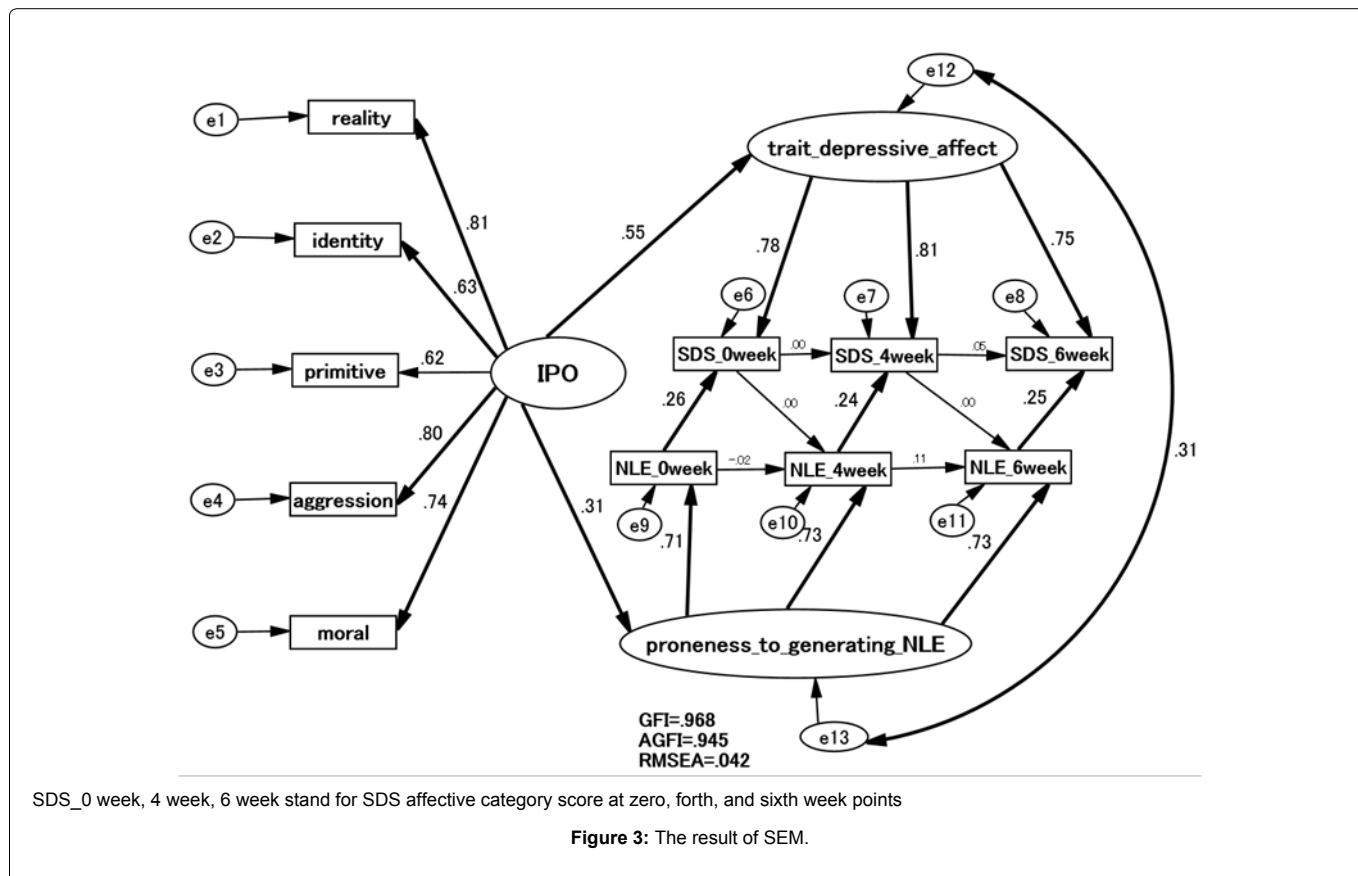 e12
e1
reality
trait_depressive_affect
e2
identity
.81
.55
.63
.78
.81
.75
e6
e7
e8
e3
primitive
.62
IPO
SDS_0week
.00
SDS_4week
.05
SDS_6week
.26
.00
.24
.00
.25
.80
.31
NLE_0week
-.02
NLE_4week
.11
NLE_6week
e4
aggression
.74
.31
e9
e10
e11
.71
.73
.73
e5
moral
proneness_to_generating_NLE
GFI=.968
AGFI=.945
RMSEA=.042
e13
SDS_0 week, 4 week, 6 week stand for SDS affective category score at zero, forth, and sixth week points
Figure 3: The result of SEM.